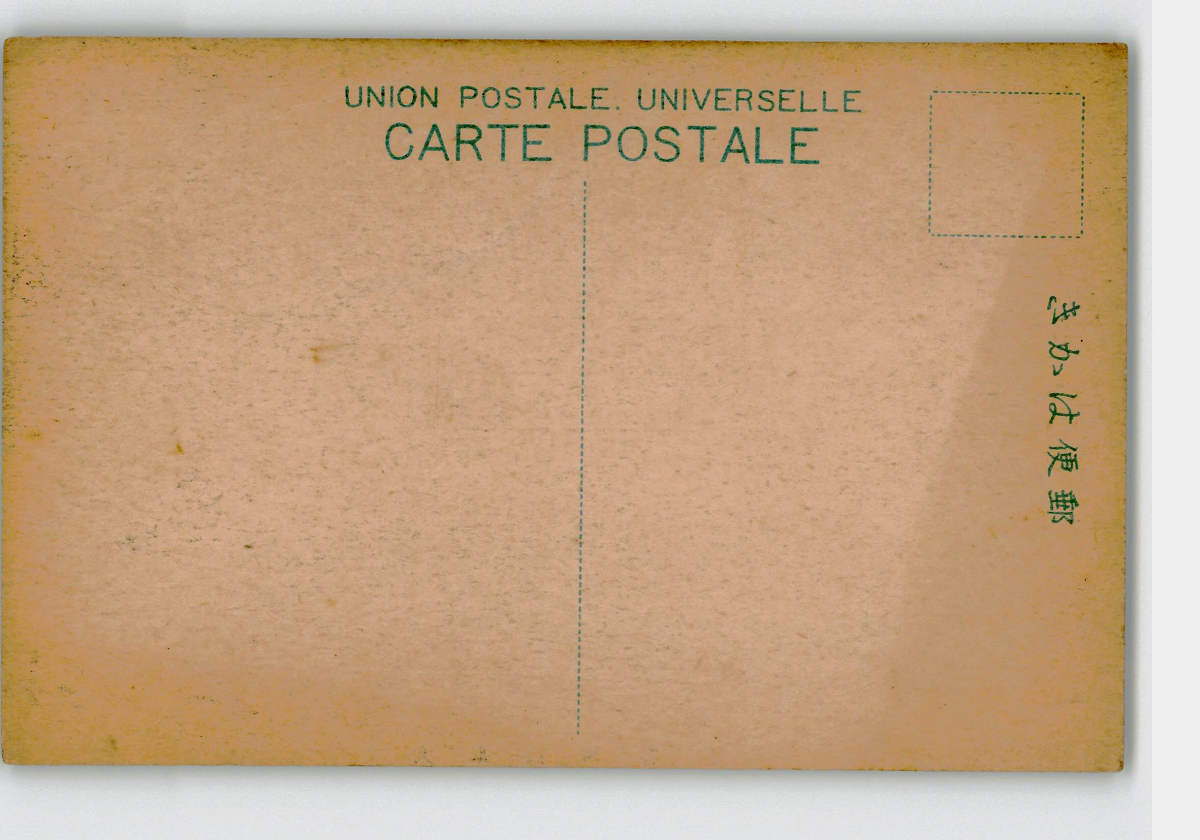 UNION POSTALE. UNIVERSELLE
CARTE POSTALE
郵便はかき